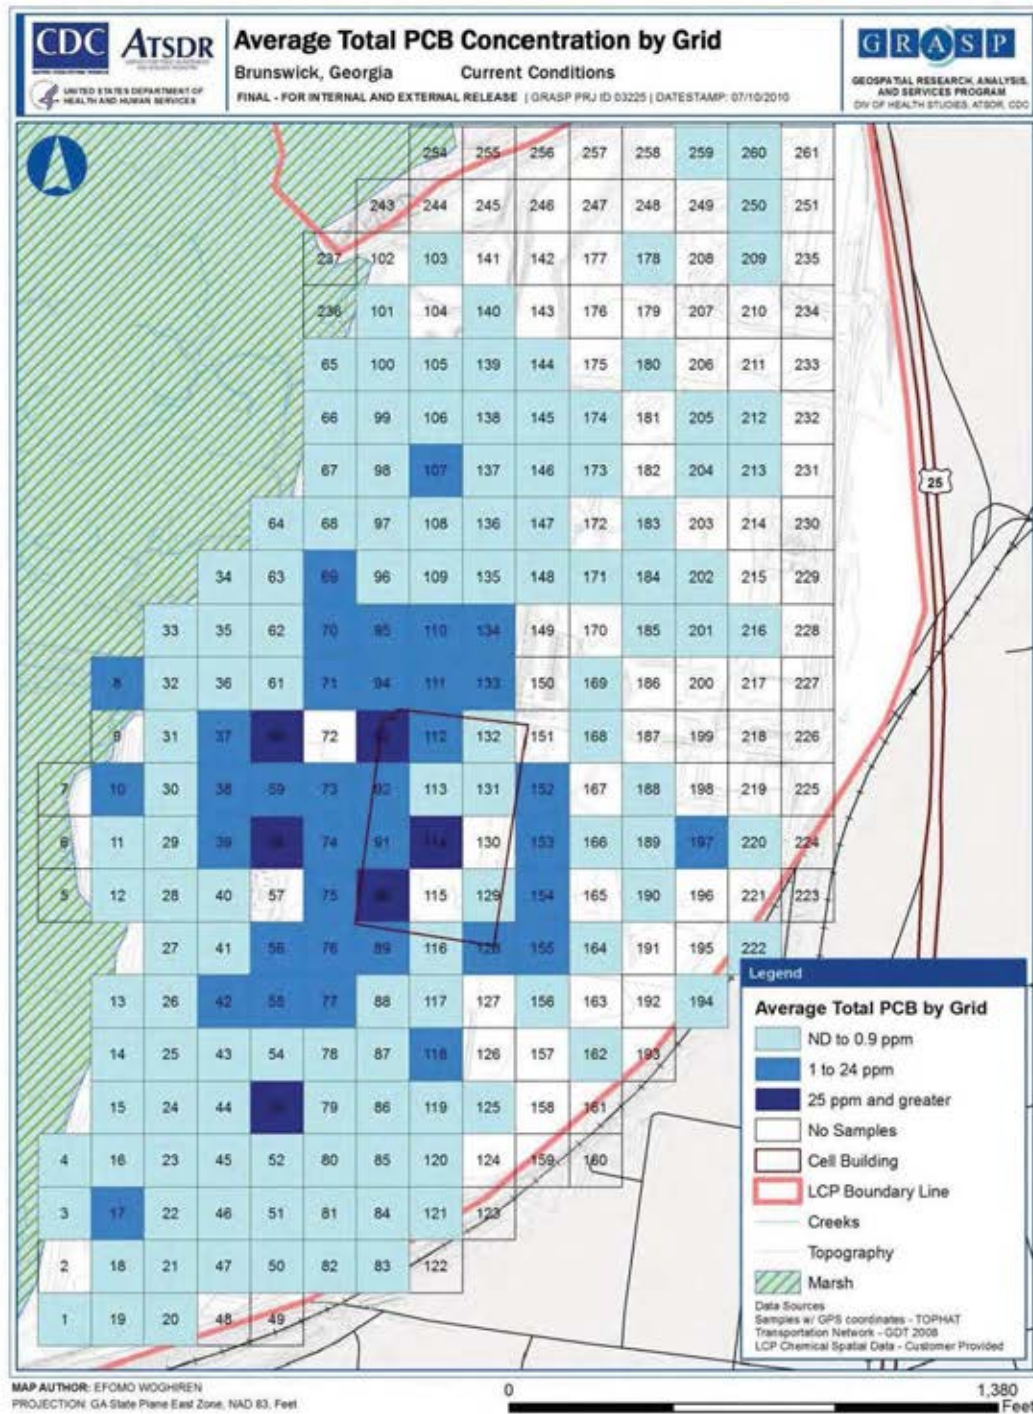 CDC ATSDR
UNITED STATES DEPARTMENT OF
HEALTH AND HUMAN SERVICES
Average Total PCB Concentration by Grid
Brunswick, Georgia Current Conditions
FINAL - FOR INTERNAL AND EXTERNAL RELEASE | GRASP PRJ ID 03225 | DATESTAMP: 07/10/2010
GRASP
GEOSPATIAL RESEARCH, ANALYSIS,
AND SERVICES PROGRAM
DIV OF HEALTH STUDIES, ATSDR, CDC
254 255 256 257 258 259 260 261
243 244 245 246 247 248 249 250 251
237 102 103 141 142 177 178 208 209 235
236 101 104 140 143 176 179 207 210 234
65 100 105 139 144 175 180 206 211 233
66 99 106 138 145 174 181 205 212 232
67 98 107 137 146 173 182 204 213 231
25
64 68 97 108 136 147 172 183 203 214 230
34 63 69 96 109 135 148 171 184 202 215 229
33 35 62 70 95 110 134 149 170 185 201 216 228
8 32 36 61 71 94 111 133 150 169 186 200 217 227
9 31 37 72 112 132 151 168 187 199 218 226
7 10 30 38 59 73 92 113 131 152 167 188 198 219 225
6 11 29 39 74 91 114 130 153 166 189 197 220 224
5 12 28 40 57 75 115 129 154 165 190 196 221 223
27 41 56 76 89 116 128 155 164 191 195 222
13 26 42 55 77 88 117 127 156 163 192 194
14 25 43 54 78 87 118 126 157 162 193
15 24 44 79 86 119 125 158 161
4 16 23 45 52 80 85 120 124 159 160
3 17 22 46 51 81 84 121 123
2 18 21 47 50 82 83 122
1 19 20 48 49
Legend
Average Total PCB by Grid
ND to 0.9 ppm
1 to 24 ppm
25 ppm and greater
No Samples
Cell Building
LCP Boundary Line
Creeks
Topography
Marsh
Data Sources
Samples w/ GPS coordinates - TOPHAT
Transportation Network - GDT 2008
LCP Chemical Spatial Data - Customer Provided
MAP AUTHOR: EFOMO WOGHIREN
PROJECTION: GA State Plane East Zone, NAD 83, Feet
0 1,380
Feet